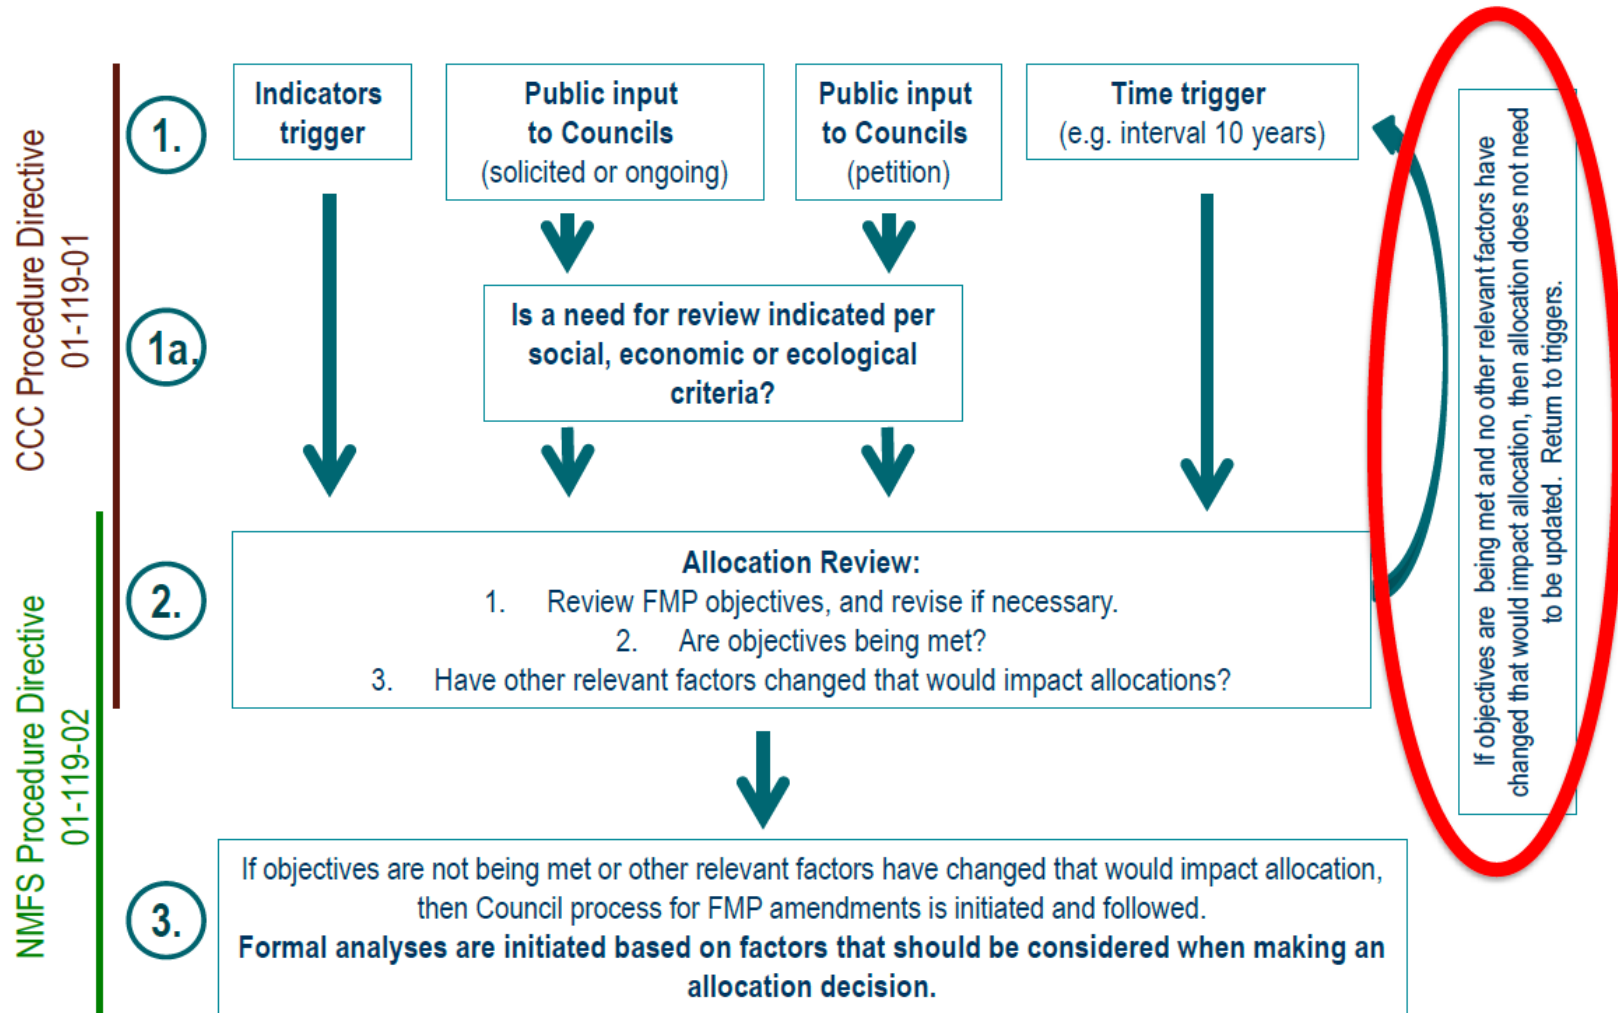 CCC Procedure Directive
01-119-01
NMFS Procedure Directive
01-119-02
1.
Indicators
trigger
Public input
to Councils
(solicited or ongoing)
Public input
to Councils
(petition)
Time trigger
(e.g. interval 10 years)
1a.
Is a need for review indicated per
social, economic or ecological
criteria?
2.
Allocation Review:
1. Review FMP objectives, and revise if necessary.
2. Are objectives being met?
3. Have other relevant factors changed that would impact allocations?
If objectives are being met and no other relevant factors have
changed that would impact allocation, then allocation does not need
to be updated. Return to triggers.
3.
If objectives are not being met or other relevant factors have changed that would impact allocation,
then Council process for FMP amendments is initiated and followed.
Formal analyses are initiated based on factors that should be considered when making an
allocation decision.